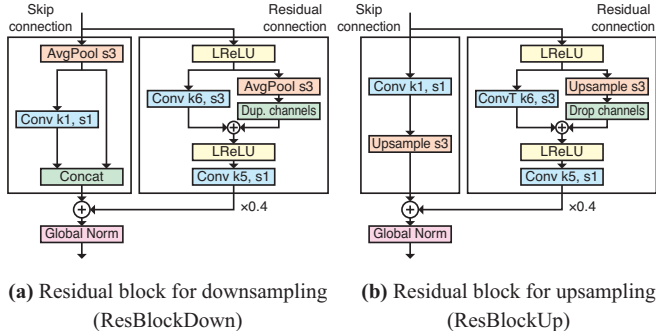 Skip
connection
Residual
connection
AvgPool s3
Conv k1, s1
Concat
LReLU
Conv k6, s3
AvgPool s3
Dup. channels
LReLU
Conv k5, s1
×0.4
Global Norm
(a) Residual block for downsampling
(ResBlockDown)
Skip
connection
Residual
connection
Conv k1, s1
Upsample s3
LReLU
ConvT k6, s3
Upsample s3
Drop channels
LReLU
Conv k5, s1
×0.4
Global Norm
(b) Residual block for upsampling
(ResBlockUp)